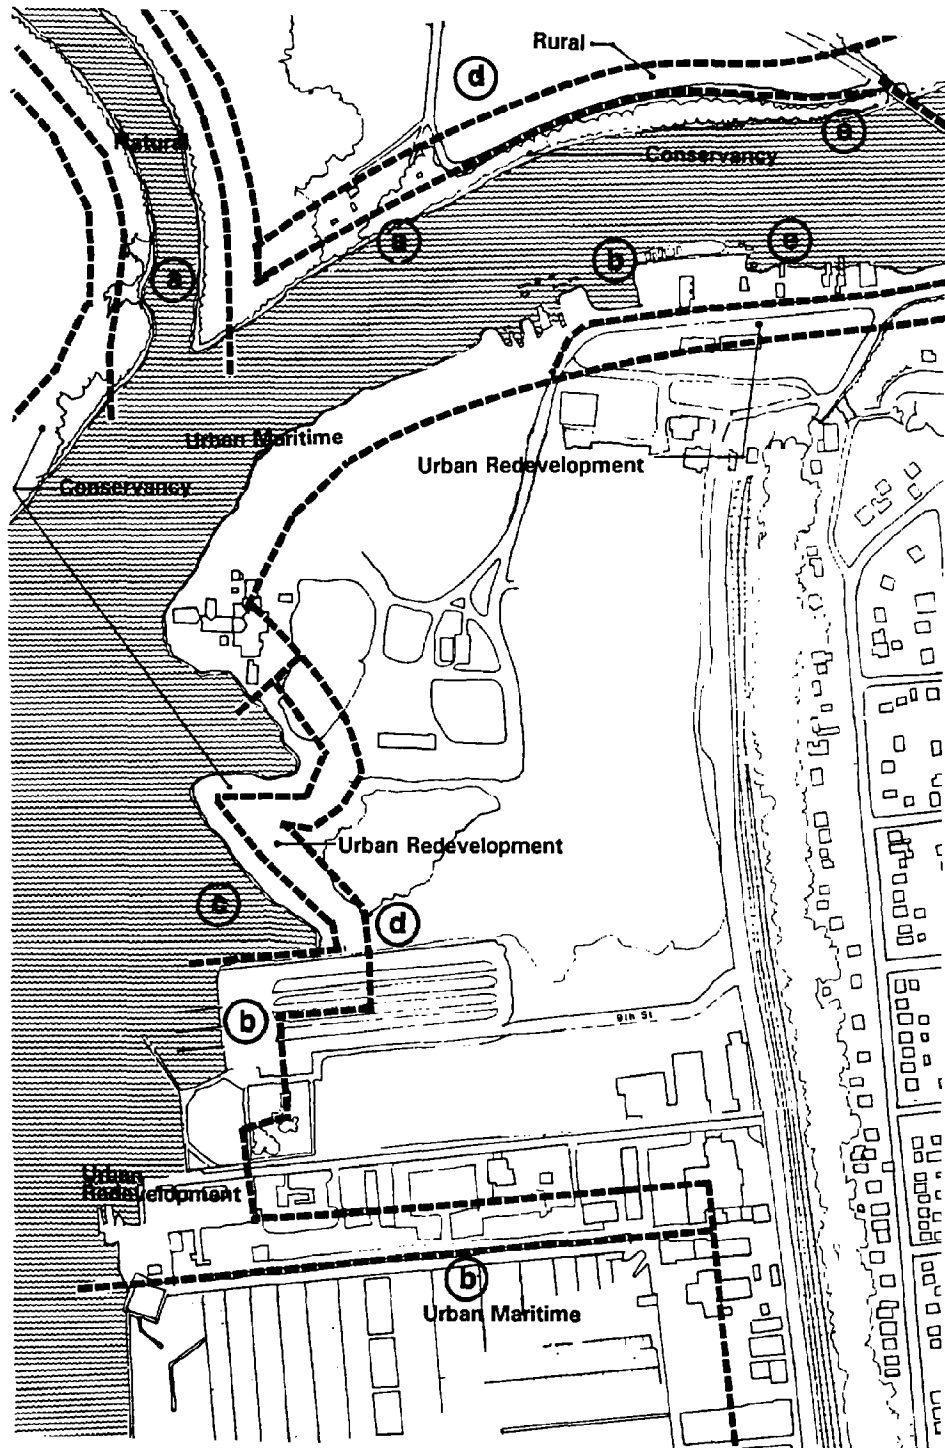 Rural
d
Natural
e
Conservancy
a
a
b
e
Urban Maritime
Urban Redevelopment
Conservancy
Urban Redevelopment
c
d
b
9th St
Urban
Redevelopment
b
Urban Maritime